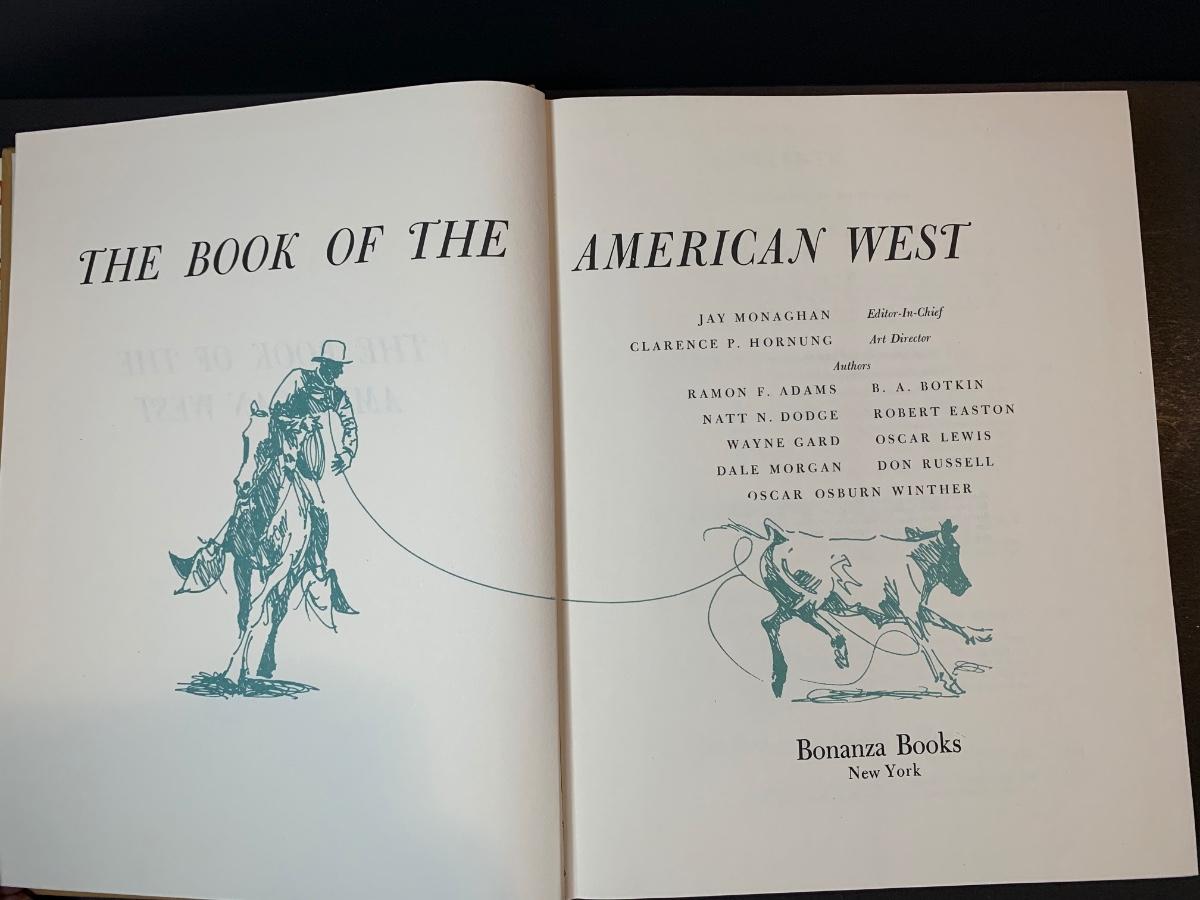 THE BOOK OF THE AMERICAN WEST
JAY MONAGHAN Editor-In-Chief
CLARENCE P. HORNUNG Art Director
Authors
RAMON F. ADAMS B. A. BOTKIN
NATT N. DODGE ROBERT EASTON
WAYNE GARD OSCAR LEWIS
DALE MORGAN DON RUSSELL
OSCAR OSBURN WINTHER
Bonanza Books
New York